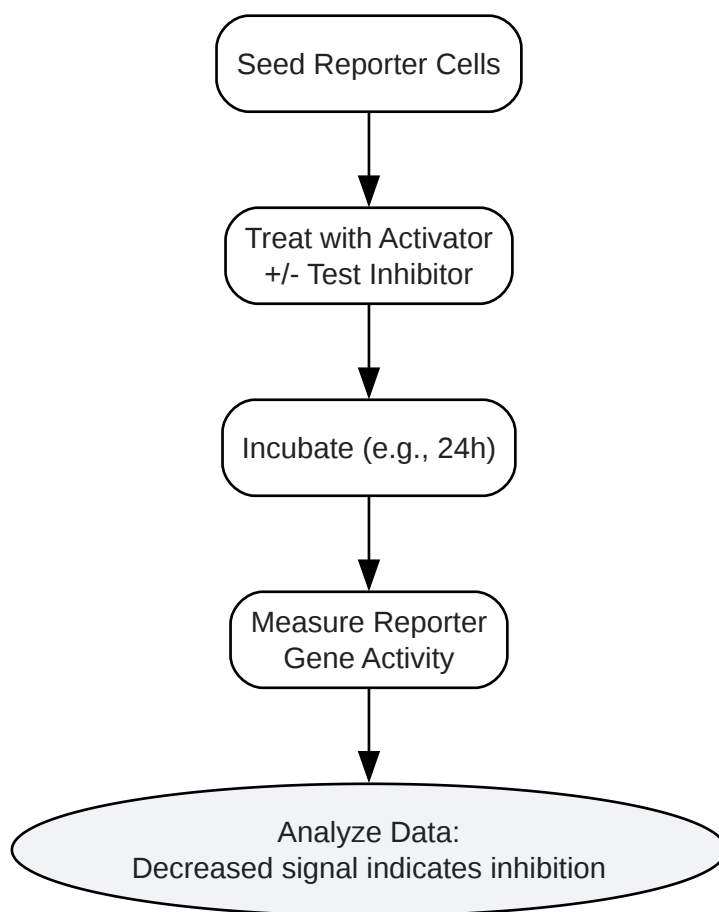 Seed Reporter Cells
Treat with Activator
+/- Test Inhibitor
Incubate (e.g., 24h)
Measure Reporter
Gene Activity
Analyze Data:
Decreased signal indicates inhibition